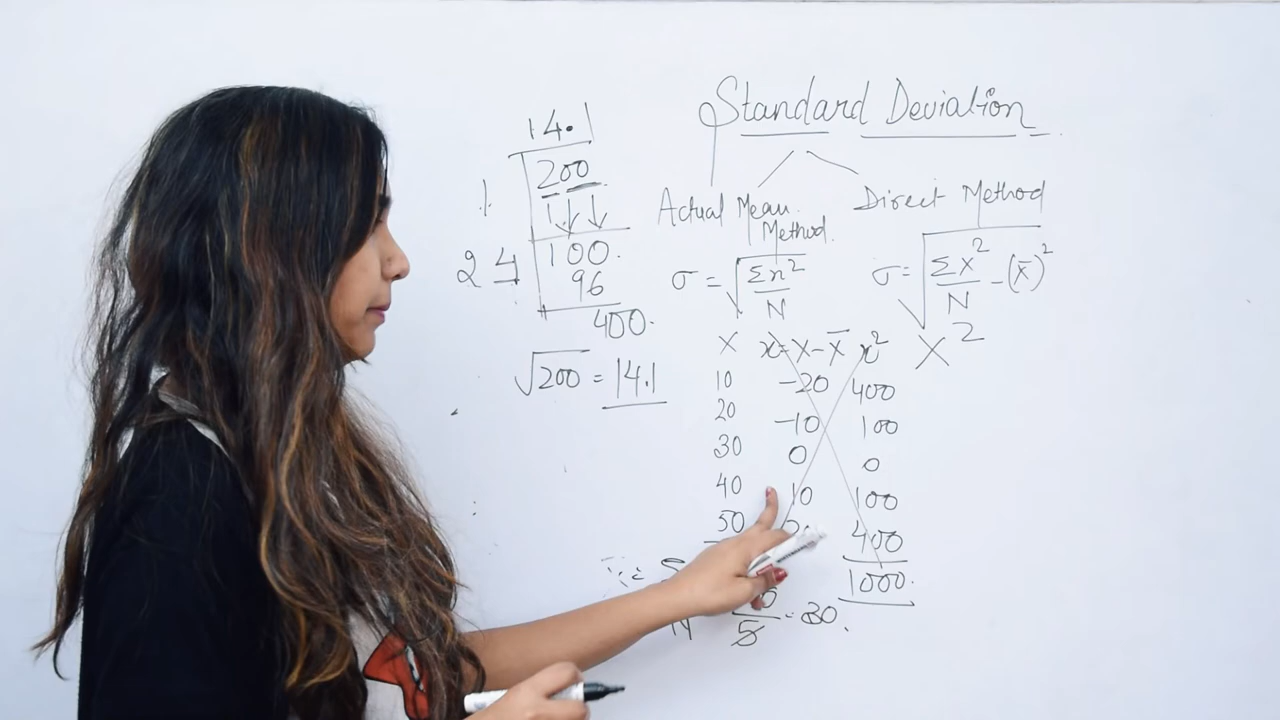 Standard Deviation
Actual Mean Method.
σ = √(Σx²/N)
Direct Method
σ = √(ΣX²/N - (x̄)²)
14.1
1 200
1
24 100.
96
400.
√200 = 14.1
X x=X-X̄ x² X²
10 -20 400
20 -10 100
30 0 0
40 10 100
50 400
1000.
N 5 = 30.